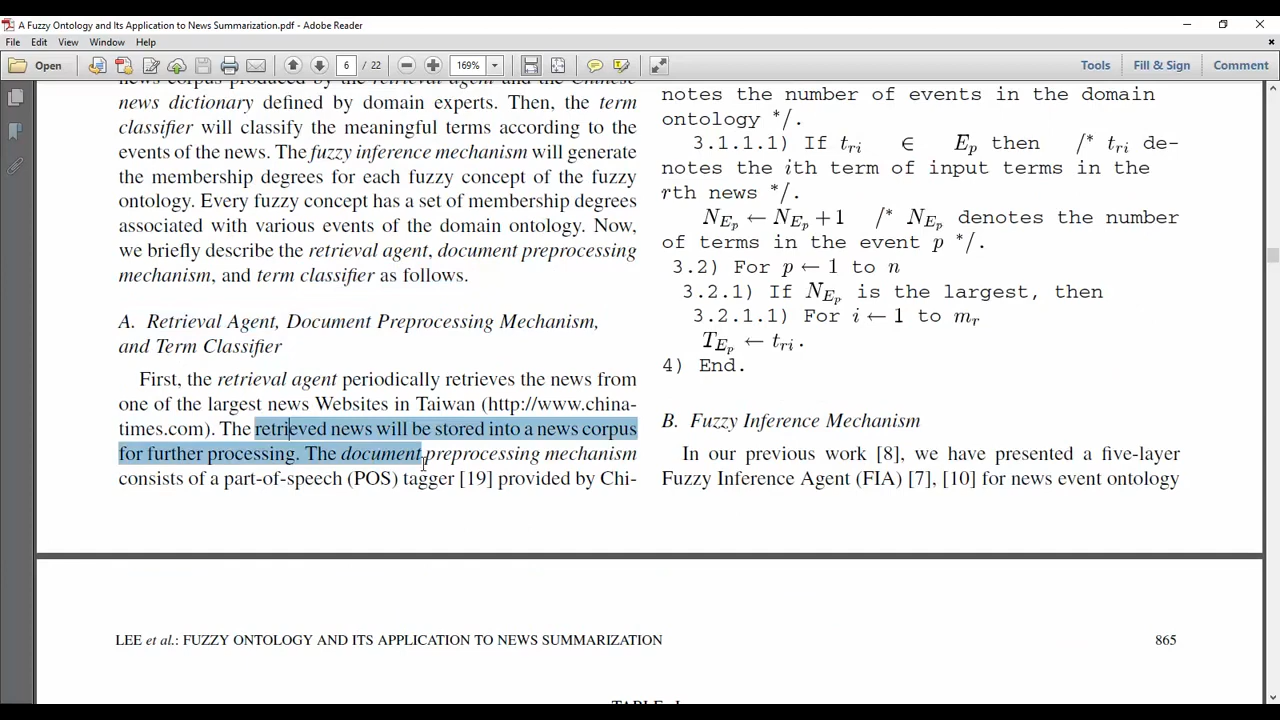 A Fuzzy Ontology and Its Application to News Summarization.pdf - Adobe Reader
File Edit View Window Help
Open 6 / 22 169% Tools Fill & Sign Comment
news corpus produced by the retrieval agent and the Chinese
news dictionary defined by domain experts. Then, the term
classifier will classify the meaningful terms according to the
events of the news. The fuzzy inference mechanism will generate
the membership degrees for each fuzzy concept of the fuzzy
ontology. Every fuzzy concept has a set of membership degrees
associated with various events of the domain ontology. Now,
we briefly describe the retrieval agent, document preprocessing
mechanism, and term classifier as follows.
A. Retrieval Agent, Document Preprocessing Mechanism,
and Term Classifier
First, the retrieval agent periodically retrieves the news from
one of the largest news Websites in Taiwan (http://www.china-
times.com). The retrieved news will be stored into a news corpus
for further processing. The document preprocessing mechanism
consists of a part-of-speech (POS) tagger [19] provided by Chi-
notes the number of events in the domain
ontology */.
3.1.1.1) If t_ri ∈ E_p then /* t_ri de-
notes the ith term of input terms in the
rth news */.
N_Ep ← N_Ep + 1 /* N_Ep denotes the number
of terms in the event p */.
3.2) For p ← 1 to n
3.2.1) If N_Ep is the largest, then
3.2.1.1) For i ← 1 to m_r
T_Ep ← t_ri.
4) End.
B. Fuzzy Inference Mechanism
In our previous work [8], we have presented a five-layer
Fuzzy Inference Agent (FIA) [7], [10] for news event ontology
LEE et al.: FUZZY ONTOLOGY AND ITS APPLICATION TO NEWS SUMMARIZATION 865
TABLE I